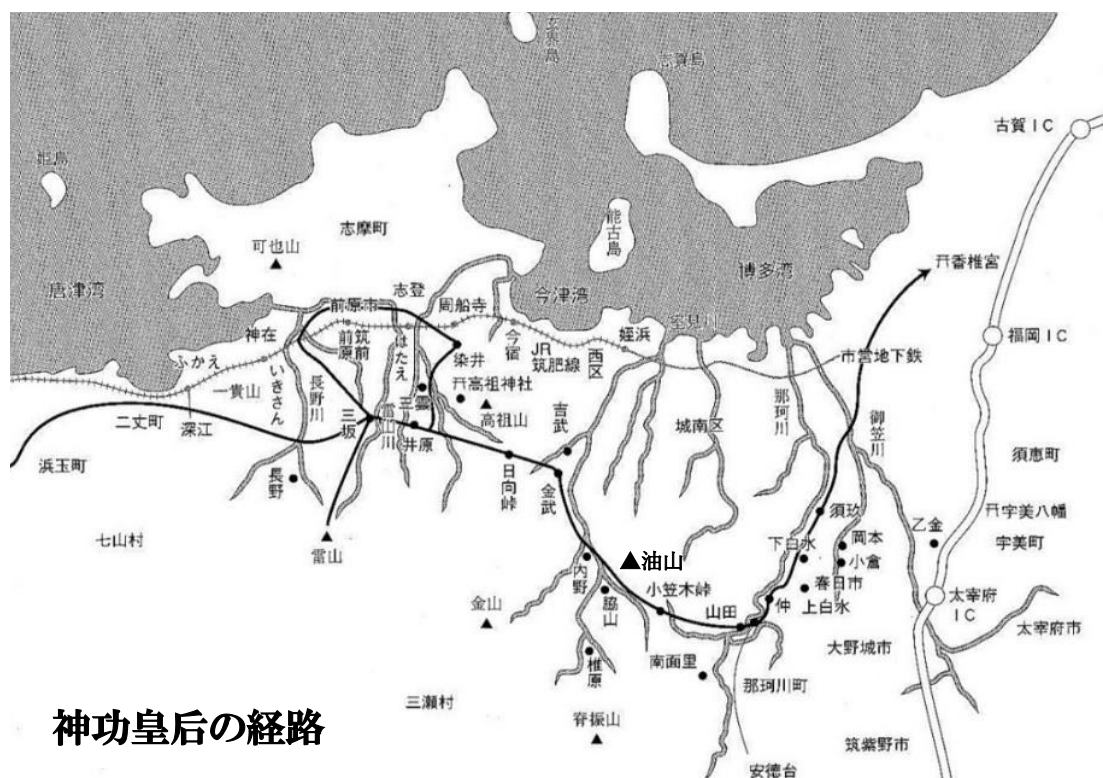 玄界島
志賀島
古賀IC
姫島
志摩町
可也山
能古島
博多湾
香椎宮
唐津湾
今津湾
前原市
志登
周船寺
神在
筑前
前原
はたえ
染井
今宿
JR
筑肥線
西区
姪浜
室見川
市営地下鉄
福岡IC
ふかえ
一貴山
いきさん
長野川
三雲
高祖神社
高祖山
吉武
城南区
那珂川
御笠川
二丈町
深江
三坂
雷山川
井原
須恵町
浜玉町
長野
日向峠
金武
須玖
乙金
宇美八幡
宇美町
七山村
雷山
下白水
岡本
小倉
油山
内野
小笠木峠
春日市
金山
脇山
山田
仲
上白水
太宰府
IC
太宰府市
大野城市
椎原
南面里
那珂川町
三瀬村
脊振山
筑紫野市
安徳台
神功皇后の経路